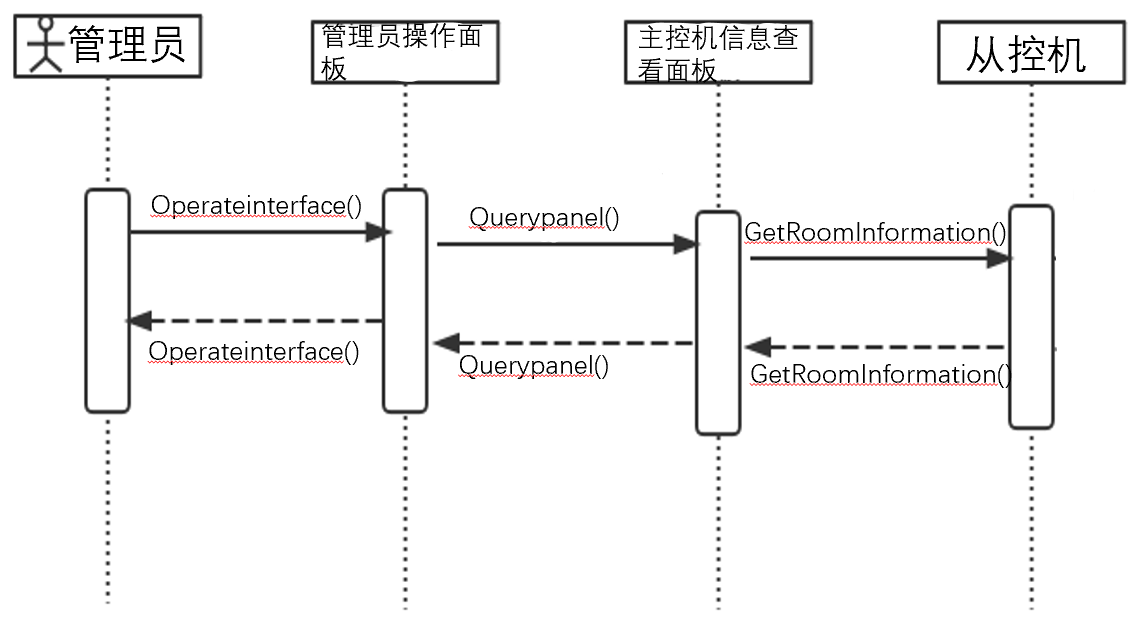 管理员
管理员操作面
板
主控机信息查
看面板
从控机
Operateinterface()
Querypanel()
GetRoomInformation()
Operateinterface()
Querypanel()
GetRoomInformation()